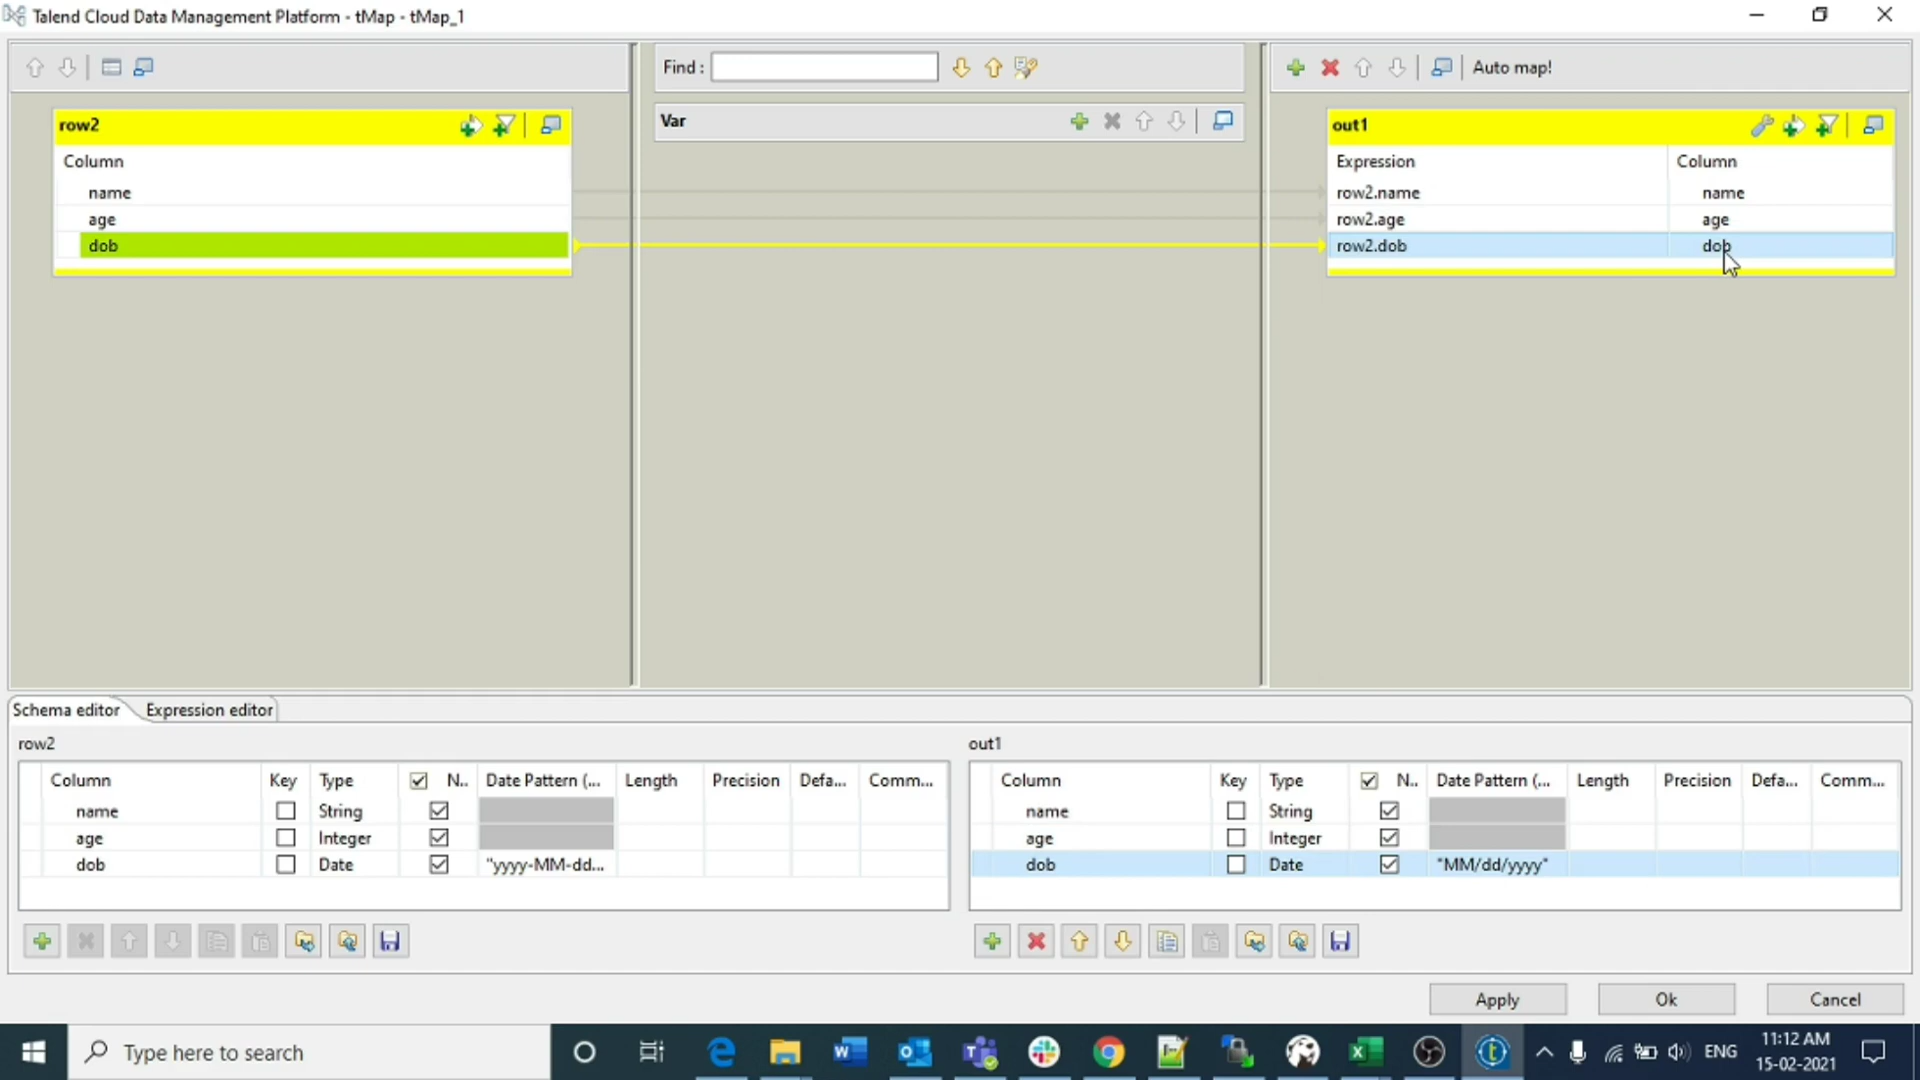 Talend Cloud Data Management Platform - tMap - tMap_1
Find :
Auto map!
row2
Column
name
age
dob
Var
out1
Expression Column
row2.name name
row2.age age
row2.dob dob
Schema editor Expression editor
row2
Column Key Type N.. Date Pattern (... Length Precision Defa... Comm...
name String
age Integer
dob Date "yyyy-MM-dd...
out1
Column Key Type N.. Date Pattern (... Length Precision Defa... Comm...
name String
age Integer
dob Date "MM/dd/yyyy"
Apply Ok Cancel
Type here to search
ENG
11:12 AM
15-02-2021